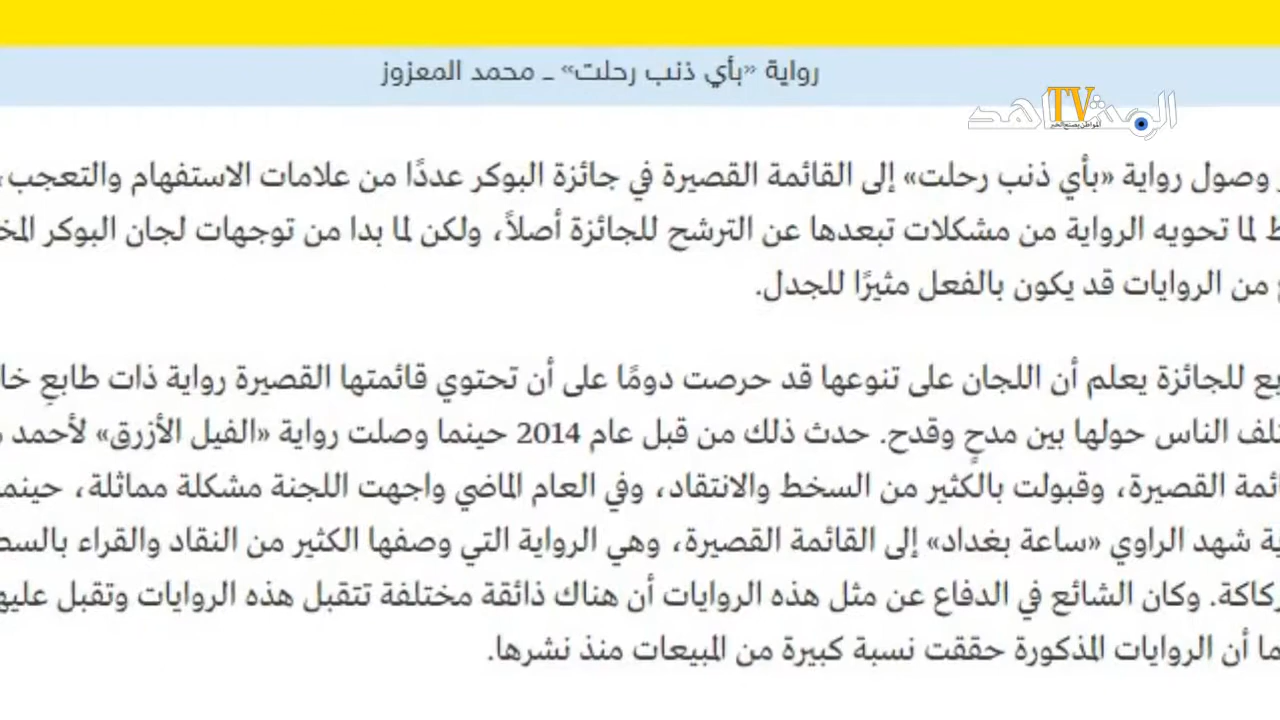 رواية «بأي ذنب رحلت» – محمد المعزوز
المشاهد TV
المواطن يصنع الخبر
وصول رواية «بأي ذنب رحلت» إلى القائمة القصيرة في جائزة البوكر عددًا من علامات الاستفهام والتعجب،
لما تحويه الرواية من مشكلات تبعدها عن الترشح للجائزة أصلاً، ولكن لما بدا من توجهات لجان البوكر
من الروايات قد يكون بالفعل مثيرًا للجدل.
للجائزة يعلم أن اللجان على تنوعها قد حرصت دومًا على أن تحتوي قائمتها القصيرة رواية ذات طابعٍ
الناس حولها بين مدحٍ وقدح. حدث ذلك من قبل عام 2014 حينما وصلت رواية «الفيل الأزرق» لأحمد
القصيرة، وقبولت بالكثير من السخط والانتقاد، وفي العام الماضي واجهت اللجنة مشكلة مماثلة، حينم
شهد الراوي «ساعة بغداد» إلى القائمة القصيرة، وهي الرواية التي وصفها الكثير من النقاد والقراء بالسط
كاكة. وكان الشائع في الدفاع عن مثل هذه الروايات أن هناك ذائقة مختلفة تتقبل هذه الروايات وتقبل عليه
ما أن الروايات المذكورة حققت نسبة كبيرة من المبيعات منذ نشرها.